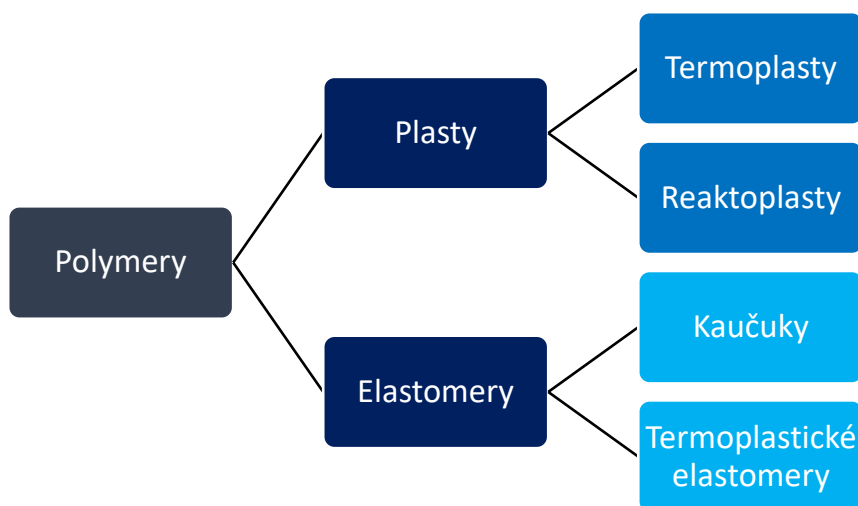 Polymery
Plasty
Termoplasty
Reaktoplasty
Elastomery
Kaučuky
Termoplastické
elastomery